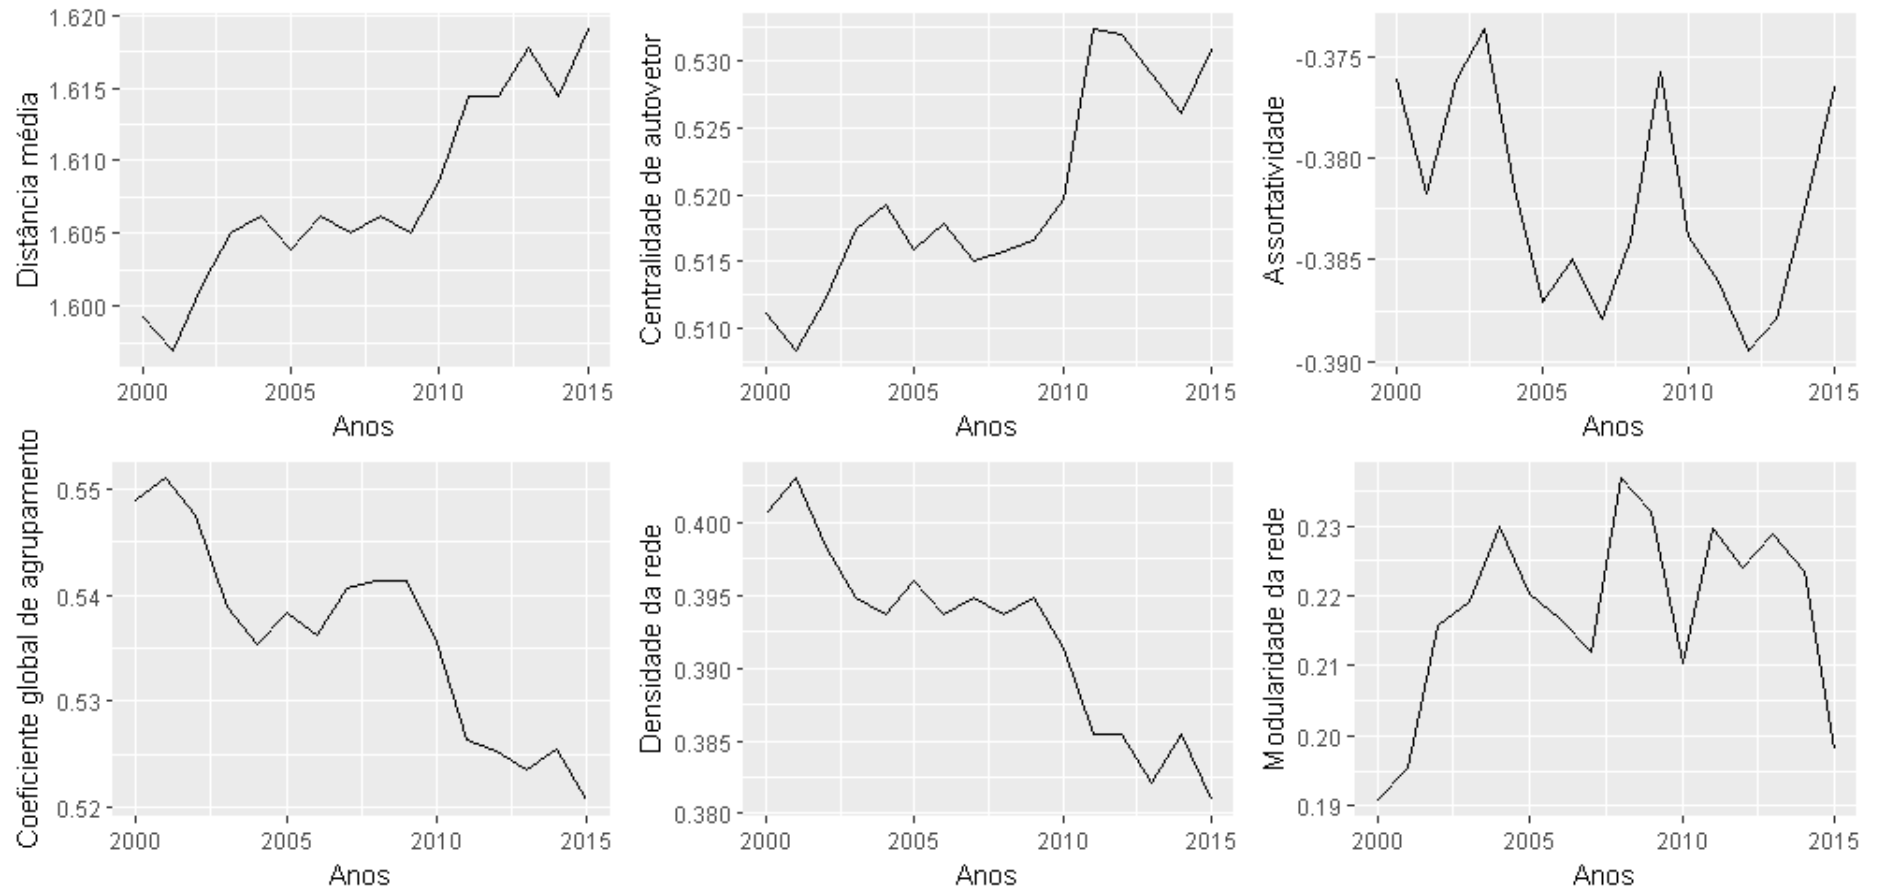 Distância média
1.620
1.615
1.610
1.605
1.600
2000 2005 2010 2015
Anos
Centralidade de autovetor
0.530
0.525
0.520
0.515
0.510
2000 2005 2010 2015
Anos
Assortatividade
-0.375
-0.380
-0.385
-0.390
2000 2005 2010 2015
Anos
Coeficiente global de agrupamento
0.55
0.54
0.53
0.52
2000 2005 2010 2015
Anos
Densidade da rede
0.400
0.395
0.390
0.385
0.380
2000 2005 2010 2015
Anos
Modularidade da rede
0.23
0.22
0.21
0.20
0.19
2000 2005 2010 2015
Anos